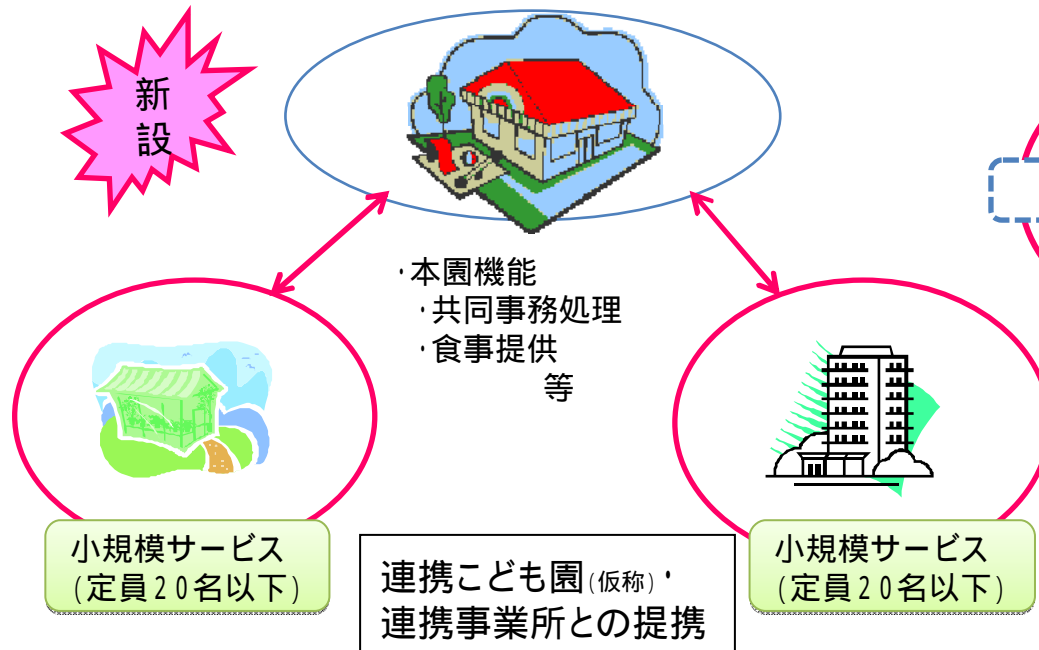 新
設
・本園機能
・共同事務処理
・食事提供
等
小規模サービス
(定員20名以下)
連携こども園(仮称)・
連携事業所との提携
小規模サービス
(定員20名以下)